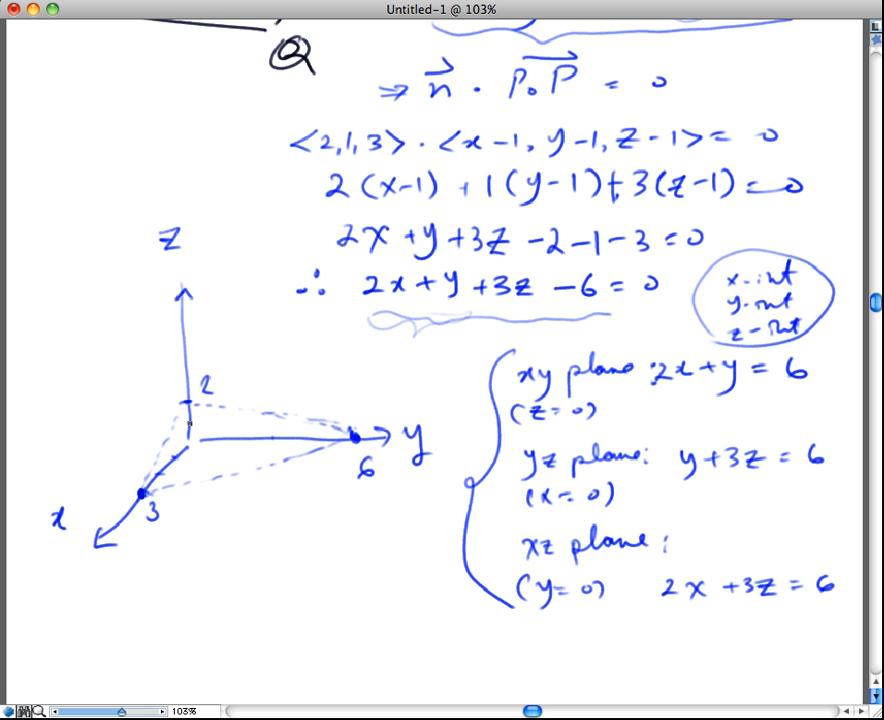 Untitled-1 @ 103%
Q
⇒ n⃗ · P₀P⃗ = 0
<2,1,3> · <x-1, y-1, z-1> = 0
2(x-1) + 1(y-1) + 3(z-1) = 0
2x + y + 3z - 2 - 1 - 3 = 0
∴ 2x + y + 3z - 6 = 0
x-int
y-int
z-int
z
2
y
6
3
x
xy plane: 2x + y = 6
(z = 0)
yz plane: y + 3z = 6
(x = 0)
xz plane:
(y = 0) 2x + 3z = 6
103%